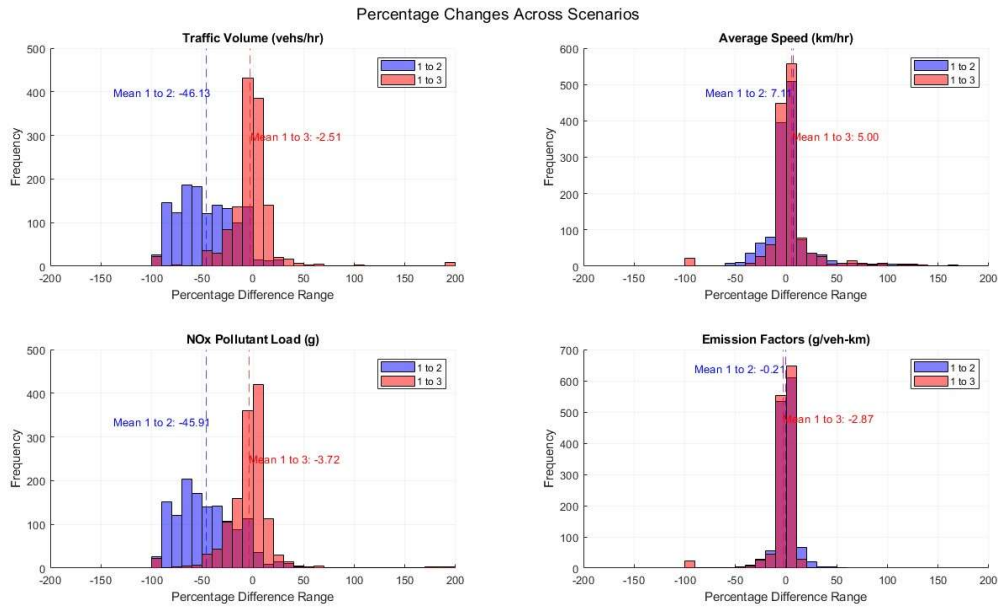 Percentage Changes Across Scenarios
Traffic Volume (vehs/hr)
500
400
300
200
100
0
Frequency
Mean 1 to 2: -46.13
Mean 1 to 3: -2.51
1 to 2
1 to 3
-200 -150 -100 -50 0 50 100 150 200
Percentage Difference Range
Average Speed (km/hr)
600
500
400
300
200
100
0
Frequency
Mean 1 to 2: 7.11
Mean 1 to 3: 5.00
1 to 2
1 to 3
-200 -150 -100 -50 0 50 100 150 200
Percentage Difference Range
NOx Pollutant Load (g)
500
400
300
200
100
0
Frequency
Mean 1 to 2: -45.91
Mean 1 to 3: -3.72
1 to 2
1 to 3
-200 -150 -100 -50 0 50 100 150 200
Percentage Difference Range
Emission Factors (g/veh-km)
700
600
500
400
300
200
100
0
Frequency
Mean 1 to 2: -0.21
Mean 1 to 3: -2.87
1 to 2
1 to 3
-200 -150 -100 -50 0 50 100 150 200
Percentage Difference Range